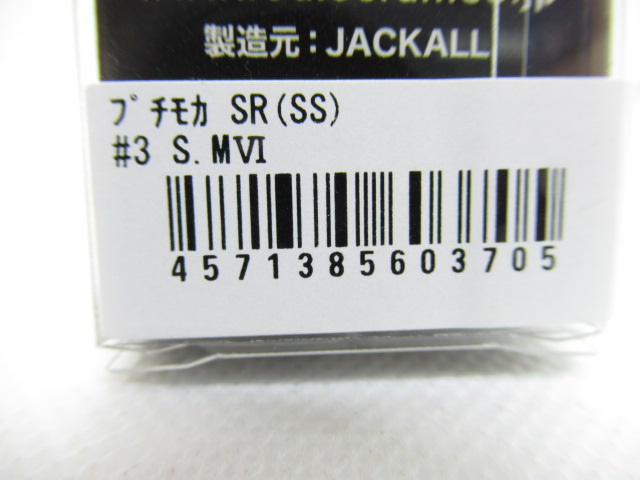 製造元：JACKALL
ﾌﾟﾁﾓｶ SR(SS)
#3 S.MⅥ
4571385603705